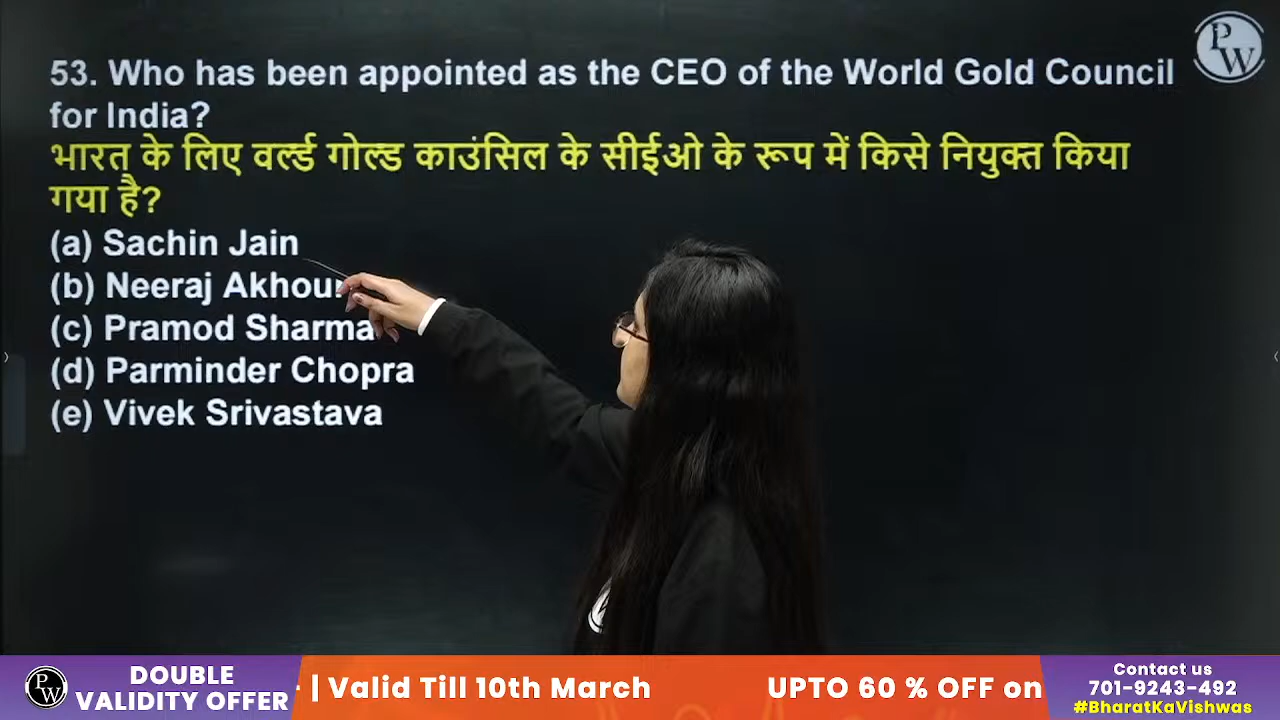 53. Who has been appointed as the CEO of the World Gold Council
for India?
भारत के लिए वर्ल्ड गोल्ड काउंसिल के सीईओ के रूप में किसे नियुक्त किया
गया है?
(a) Sachin Jain
(b) Neeraj
(c) Pramod Sharma
(d) Parminder Chopra
(e) Vivek Srivastava
PW
PW
DOUBLE
VALIDITY OFFER
| Valid Till 10th March
UPTO 60 % OFF on
Contact us
701-9243-492
#BharatKaVishwas